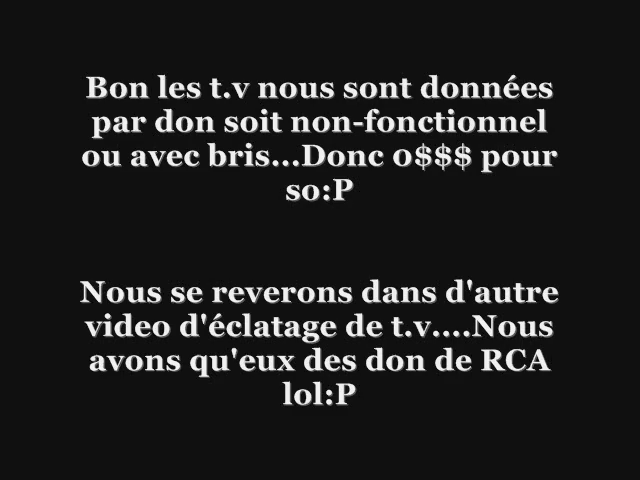 Bon les t.v nous sont données
par don soit non-fonctionnel
ou avec bris...Donc 0$$$ pour
so:P
Nous se reverons dans d'autre
video d'éclatage de t.v....Nous
avons qu'eux des don de RCA
lol:P